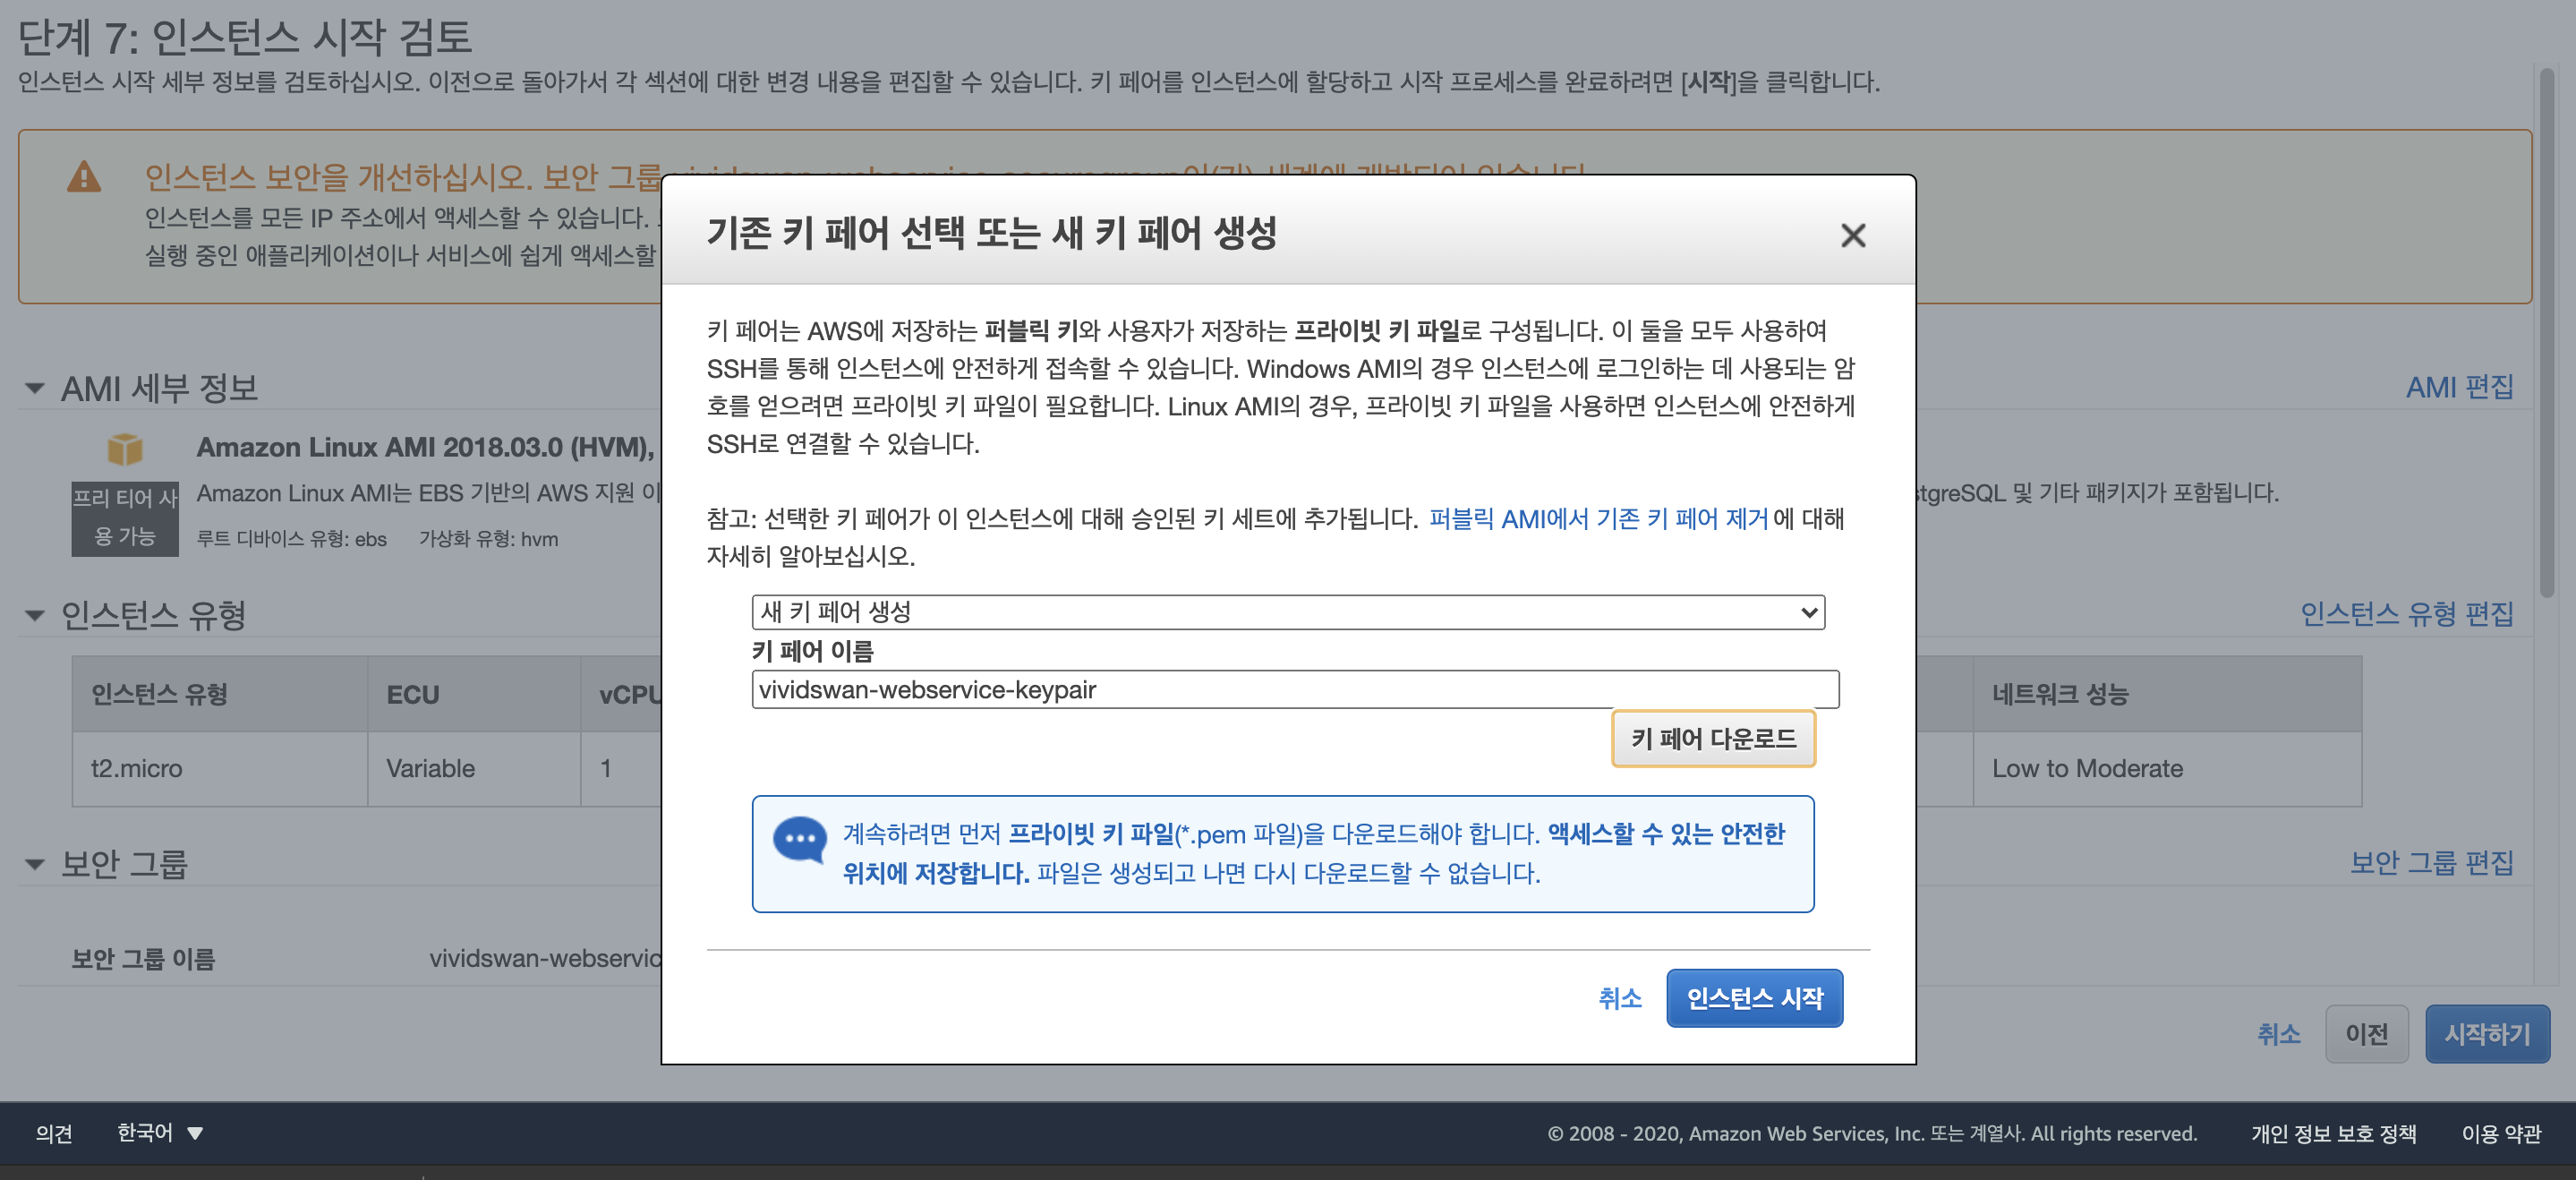 단계 7: 인스턴스 시작 검토
인스턴스 시작 세부 정보를 검토하십시오. 이전으로 돌아가서 각 섹션에 대한 변경 내용을 편집할 수 있습니다. 키 페어를 인스턴스에 할당하고 시작 프로세스를 완료하려면 [시작]을 클릭합니다.
인스턴스 보안을 개선하십시오. 보안 그룹
인스턴스를 모든 IP 주소에서 액세스할 수 있습니다.
실행 중인 애플리케이션이나 서비스에 쉽게 액세스할
기존 키 페어 선택 또는 새 키 페어 생성
키 페어는 AWS에 저장하는 퍼블릭 키와 사용자가 저장하는 프라이빗 키 파일로 구성됩니다. 이 둘을 모두 사용하여
SSH를 통해 인스턴스에 안전하게 접속할 수 있습니다. Windows AMI의 경우 인스턴스에 로그인하는 데 사용되는 암
호를 얻으려면 프라이빗 키 파일이 필요합니다. Linux AMI의 경우, 프라이빗 키 파일을 사용하면 인스턴스에 안전하게
SSH로 연결할 수 있습니다.
참고: 선택한 키 페어가 이 인스턴스에 대해 승인된 키 세트에 추가됩니다. 퍼블릭 AMI에서 기존 키 페어 제거에 대해
자세히 알아보십시오.
새 키 페어 생성
키 페어 이름
vividswan-webservice-keypair
키 페어 다운로드
계속하려면 먼저 프라이빗 키 파일(*.pem 파일)을 다운로드해야 합니다. 액세스할 수 있는 안전한
위치에 저장합니다. 파일은 생성되고 나면 다시 다운로드할 수 없습니다.
취소 인스턴스 시작
AMI 세부 정보 AMI 편집
Amazon Linux AMI 2018.03.0 (HVM),
프리 티어 사
용 가능
Amazon Linux AMI는 EBS 기반의 AWS 지원 이 stgreSQL 및 기타 패키지가 포함됩니다.
루트 디바이스 유형: ebs 가상화 유형: hvm
인스턴스 유형 인스턴스 유형 편집
인스턴스 유형 ECU vCPU 네트워크 성능
t2.micro Variable 1 Low to Moderate
보안 그룹 보안 그룹 편집
보안 그룹 이름 vividswan-webservic
취소 이전 시작하기
의견 한국어 © 2008 - 2020, Amazon Web Services, Inc. 또는 계열사. All rights reserved. 개인 정보 보호 정책 이용 약관